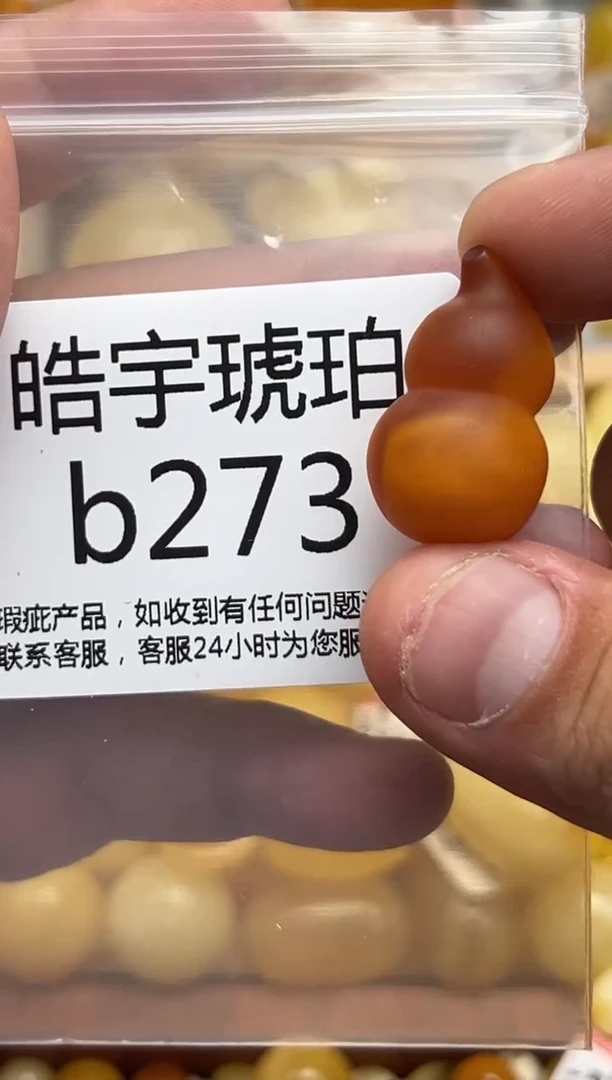 皓宇琥珀
b273
瑕疵产品，如收到有任何问题
联系客服，客服24小时为您服